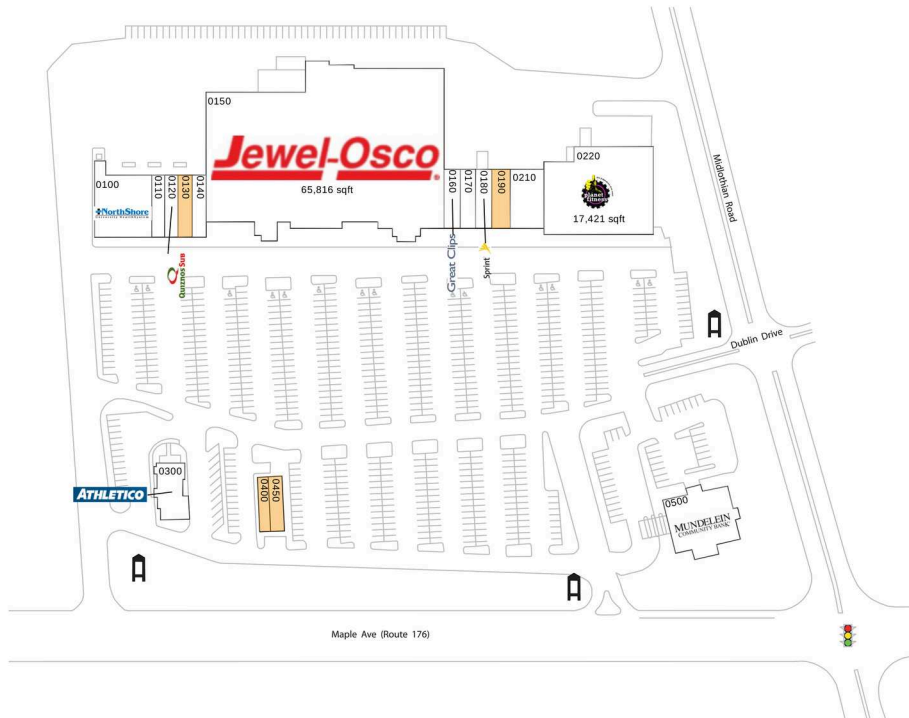 0150
Jewel-Osco
65,816 sqft
0100
NorthShore
0110
0120
0130
0140
Quiznos Sub
0160
0170
0180
0190
0210
0220
planet fitness
17,421 sqft
Great Clips
Sprint
Midlothian Road
Dublin Drive
0300
ATHLETICO
0400
0450
0500
MUNDELEIN
COMMUNITY BANK
Maple Ave (Route 176)